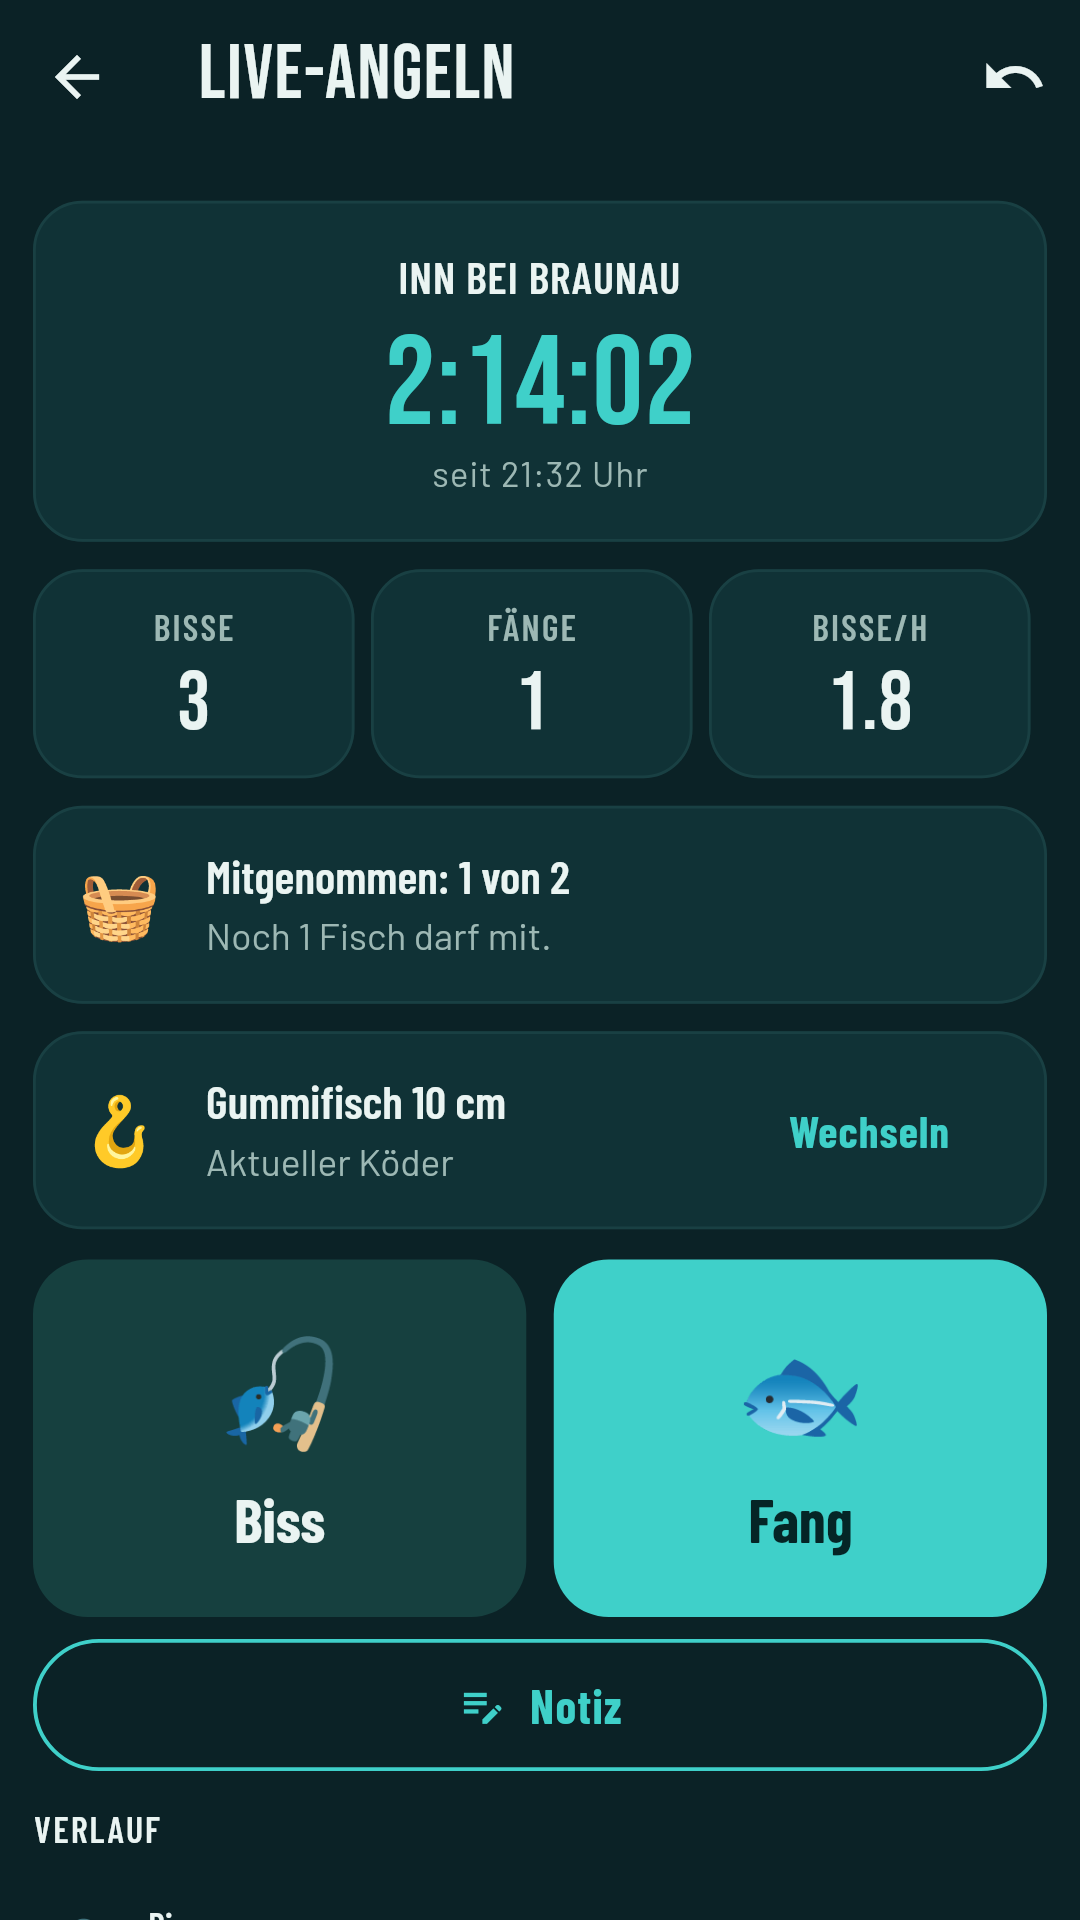 LIVE-ANGELN
INN BEI BRAUNAU
2:14:02
seit 21:32 Uhr
BISSE
3
FÄNGE
1
BISSE/H
1.8
Mitgenommen: 1 von 2
Noch 1 Fisch darf mit.
Gummifisch 10 cm
Aktueller Köder
Wechseln
Biss
Fang
Notiz
VERLAUF